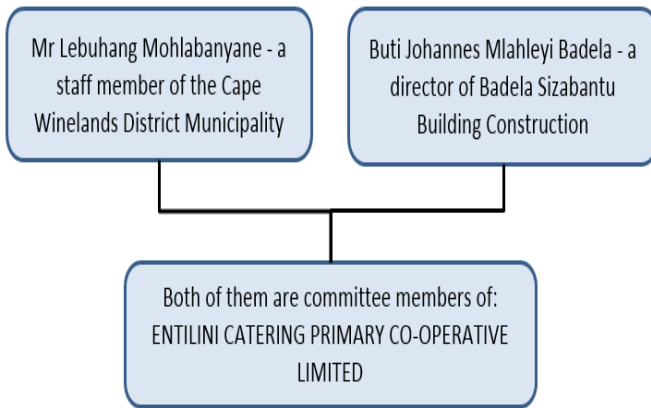 Mr Lebuhang Mohlabanyane - a
staff member of the Cape
Winelands District Municipality
Buti Johannes Mlahleyi Badela - a
director of Badela Sizabantu
Building Construction
Both of them are committee members of:
ENTILINI CATERING PRIMARY CO-OPERATIVE
LIMITED